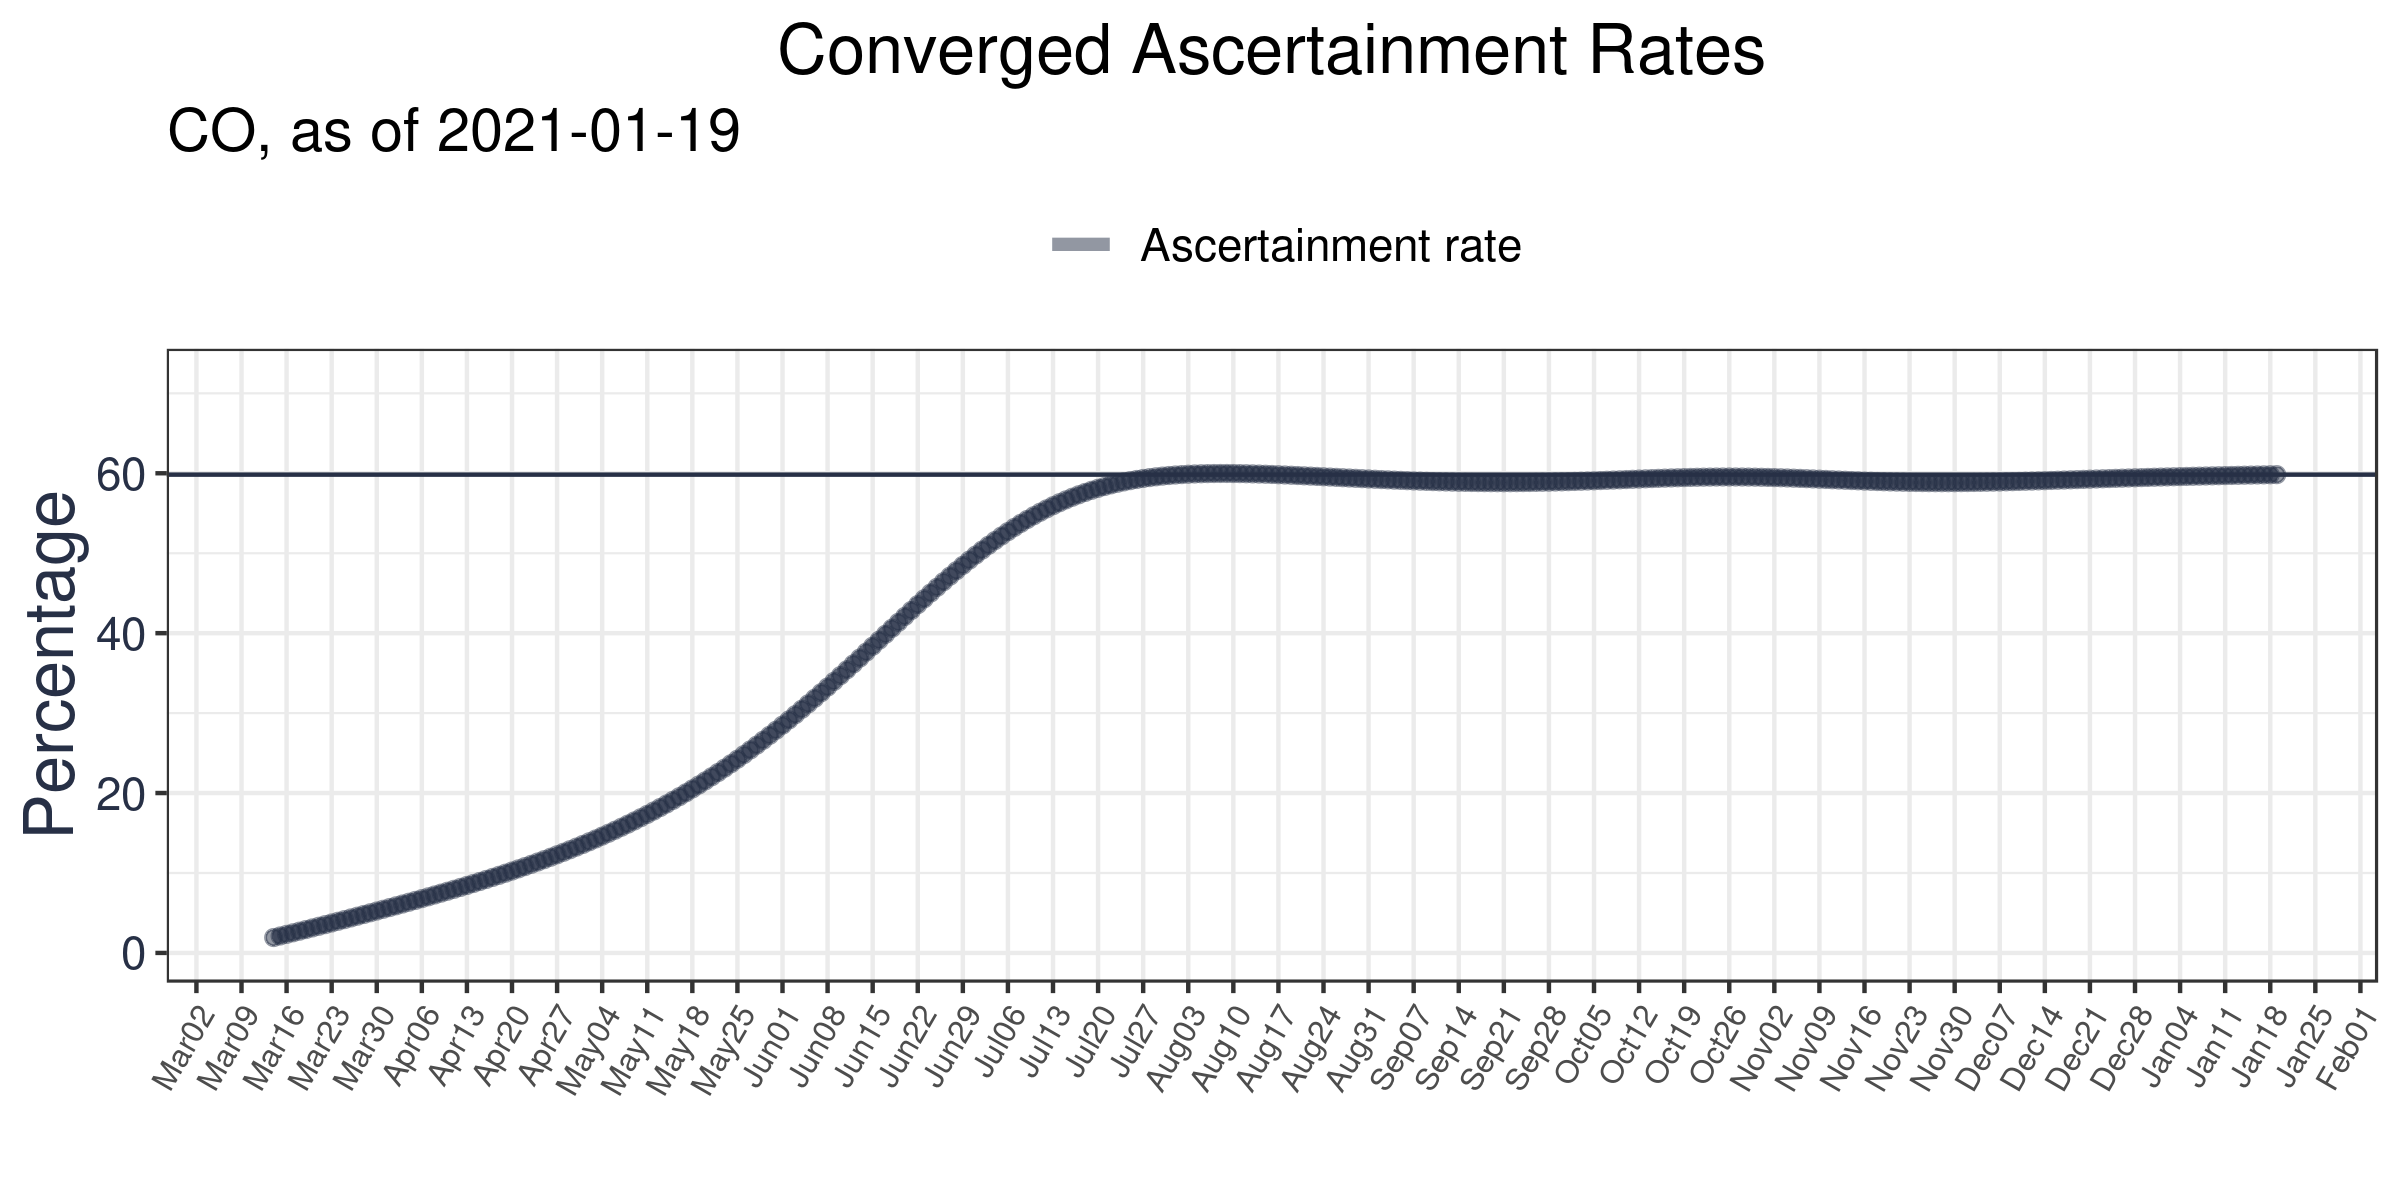 Converged Ascertainment Rates
CO, as of 2021-01-19
Ascertainment rate
Percentage
60
40
20
0
Mar02 Mar09 Mar16 Mar23 Mar30 Apr06 Apr13 Apr20 Apr27 May04 May11 May18 May25 Jun01 Jun08 Jun15 Jun22 Jun29 Jul06 Jul13 Jul20 Jul27 Aug03 Aug10 Aug17 Aug24 Aug31 Sep07 Sep14 Sep21 Sep28 Oct05 Oct12 Oct19 Oct26 Nov02 Nov09 Nov16 Nov23 Nov30 Dec07 Dec14 Dec21 Dec28 Jan04 Jan11 Jan18 Jan25 Feb01